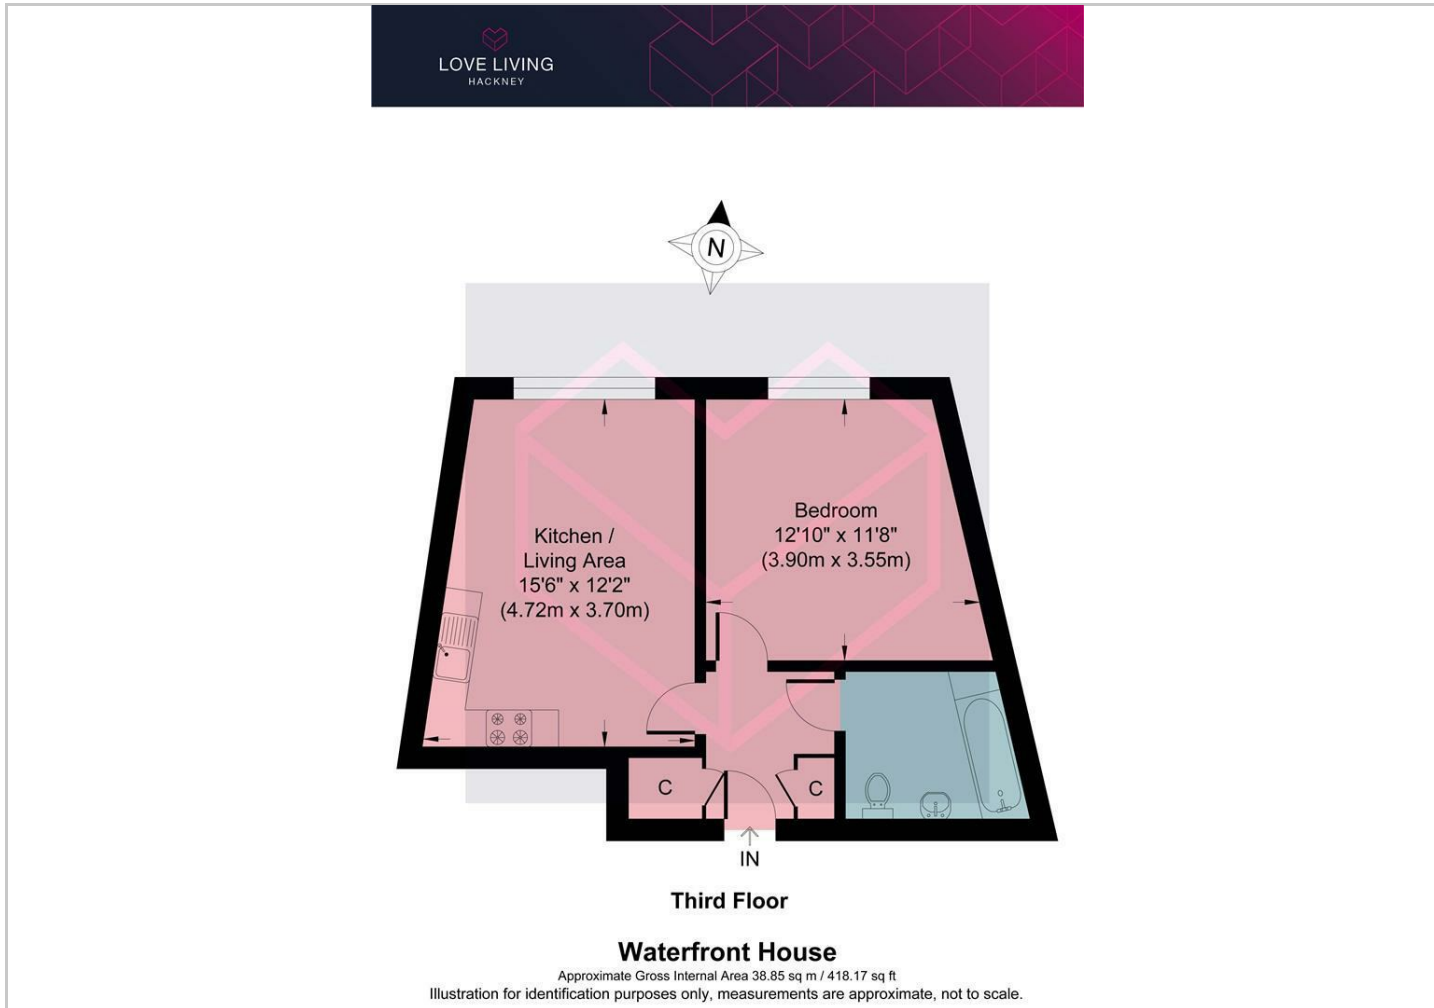 LOVE LIVING
HACKNEY
N
Kitchen /
Living Area
15'6" x 12'2"
(4.72m x 3.70m)
Bedroom
12'10" x 11'8"
(3.90m x 3.55m)
C
C
IN
Third Floor
Waterfront House
Approximate Gross Internal Area 38.85 sq m / 418.17 sq ft
Illustration for identification purposes only, measurements are approximate, not to scale.